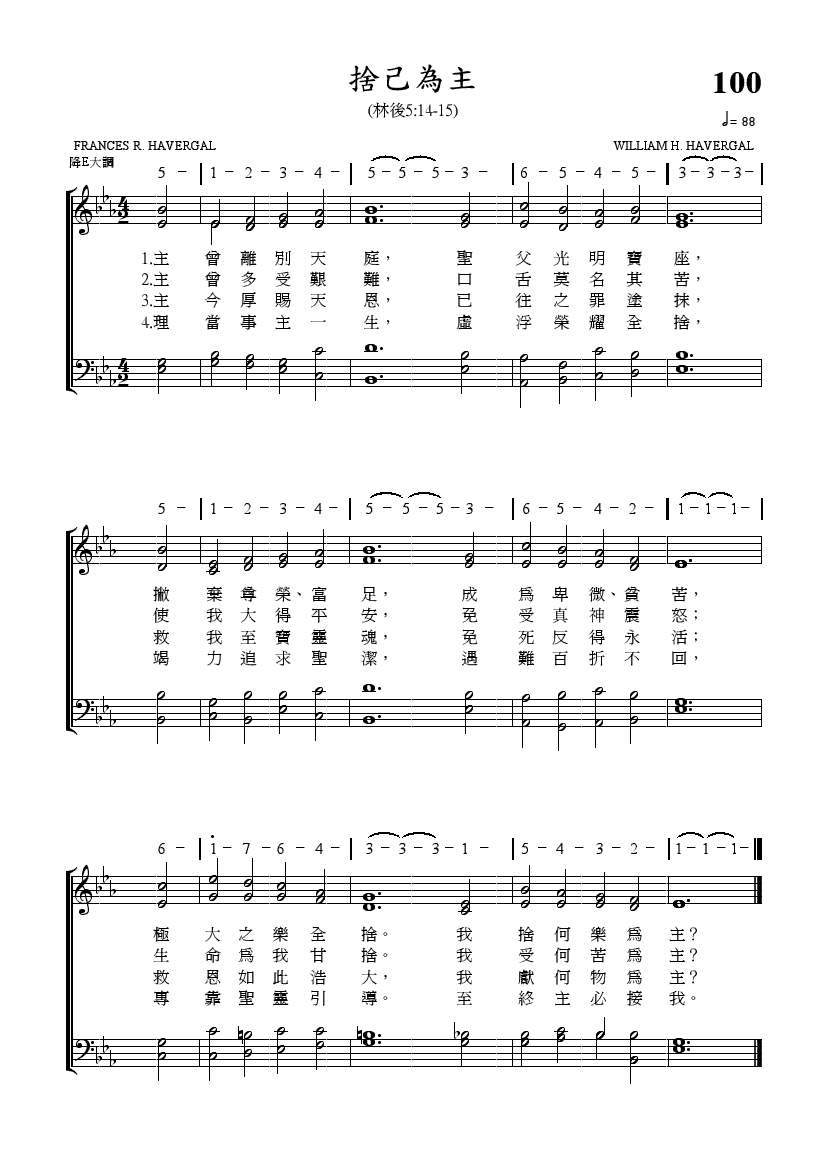 捨己為主
100
(林後5:14-15)
= 88
FRANCES R. HAVERGAL
WILLIAM H. HAVERGAL
降E大調
5 - 1 - 2 - 3 - 4 - 5 - 5 - 5 - 3 - 6 - 5 - 4 - 5 - 3 - 3 - 3 -
4 2
1.主 曾 離 別 天 庭， 聖 父 光 明 寶 座，
2.主 曾 多 受 艱 難， 口 舌 莫 名 其 苦，
3.主 今 厚 賜 天 恩， 已 往 之 罪 塗 抹，
4.理 當 事 主 一 生， 虛 浮 榮 耀 全 捨，
4 2
5 - 1 - 2 - 3 - 4 - 5 - 5 - 5 - 3 - 6 - 5 - 4 - 2 - 1 - 1 - 1 -
撇 棄 尊 榮、富 足， 成 爲 卑 微、貧 苦，
使 我 大 得 平 安， 免 受 真 神 震 怒；
救 我 至 寶 靈 魂， 免 死 反 得 永 活；
竭 力 追 求 聖 潔， 遇 難 百 折 不 回，
6 - 1 - 7 - 6 - 4 - 3 - 3 - 3 - 1 - 5 - 4 - 3 - 2 - 1 - 1 - 1 -
極 大 之 樂 全 捨。 我 捨 何 樂 爲 主？
生 命 爲 我 甘 捨。 我 受 何 苦 爲 主？
救 恩 如 此 浩 大， 我 獻 何 物 爲 主？
專 靠 聖 靈 引 導。 至 終 主 必 接 我。